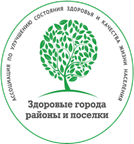 АССОЦИАЦИЯ ПО УЛУЧШЕНИЮ СОСТОЯНИЯ ЗДОРОВЬЯ И КАЧЕСТВА ЖИЗНИ НАСЕЛЕНИЯ
Здоровые города
районы и поселки